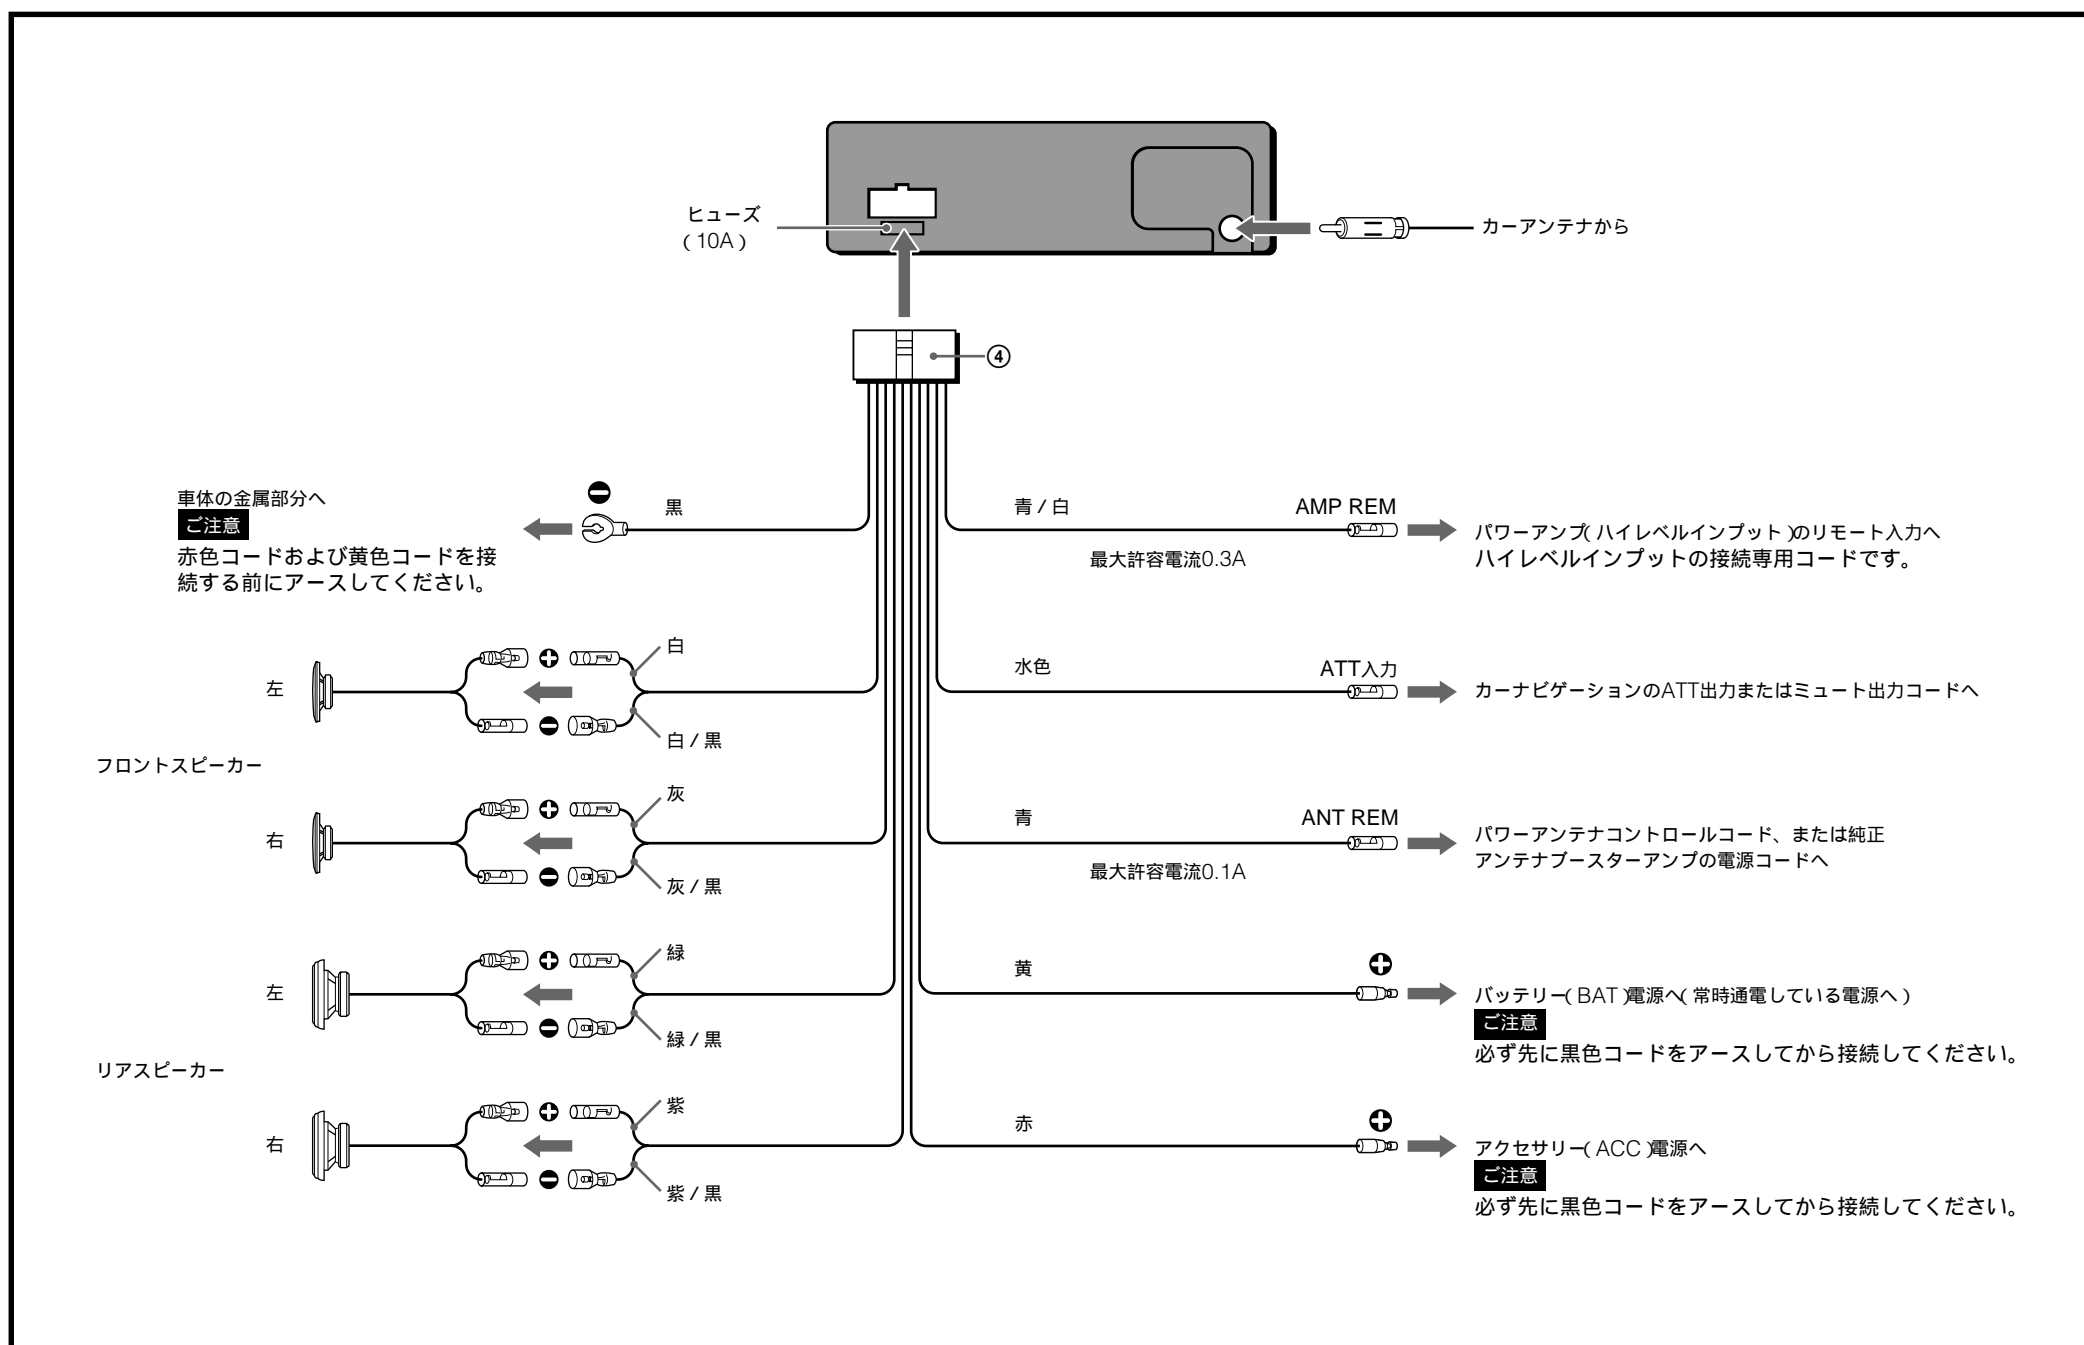 ヒューズ
（10A）
カーアンテナから
④
車体の金属部分へ
ご注意
赤色コードおよび黄色コードを接
続する前にアースしてください。
黒
青 / 白
AMP REM
最大許容電流0.3A
パワーアンプ（ハイレベルインプット）のリモート入力へ
ハイレベルインプットの接続専用コードです。
左
白
白 / 黒
水色
ATT入力
カーナビゲーションのATT出力またはミュート出力コードへ
フロントスピーカー
右
灰
灰 / 黒
青
ANT REM
最大許容電流0.1A
パワーアンテナコントロールコード、または純正
アンテナブースターアンプの電源コードへ
左
緑
緑 / 黒
黄
バッテリー（BAT）電源へ（常時通電している電源へ）
ご注意
必ず先に黒色コードをアースしてから接続してください。
リアスピーカー
右
紫
紫 / 黒
赤
アクセサリー（ACC）電源へ
ご注意
必ず先に黒色コードをアースしてから接続してください。